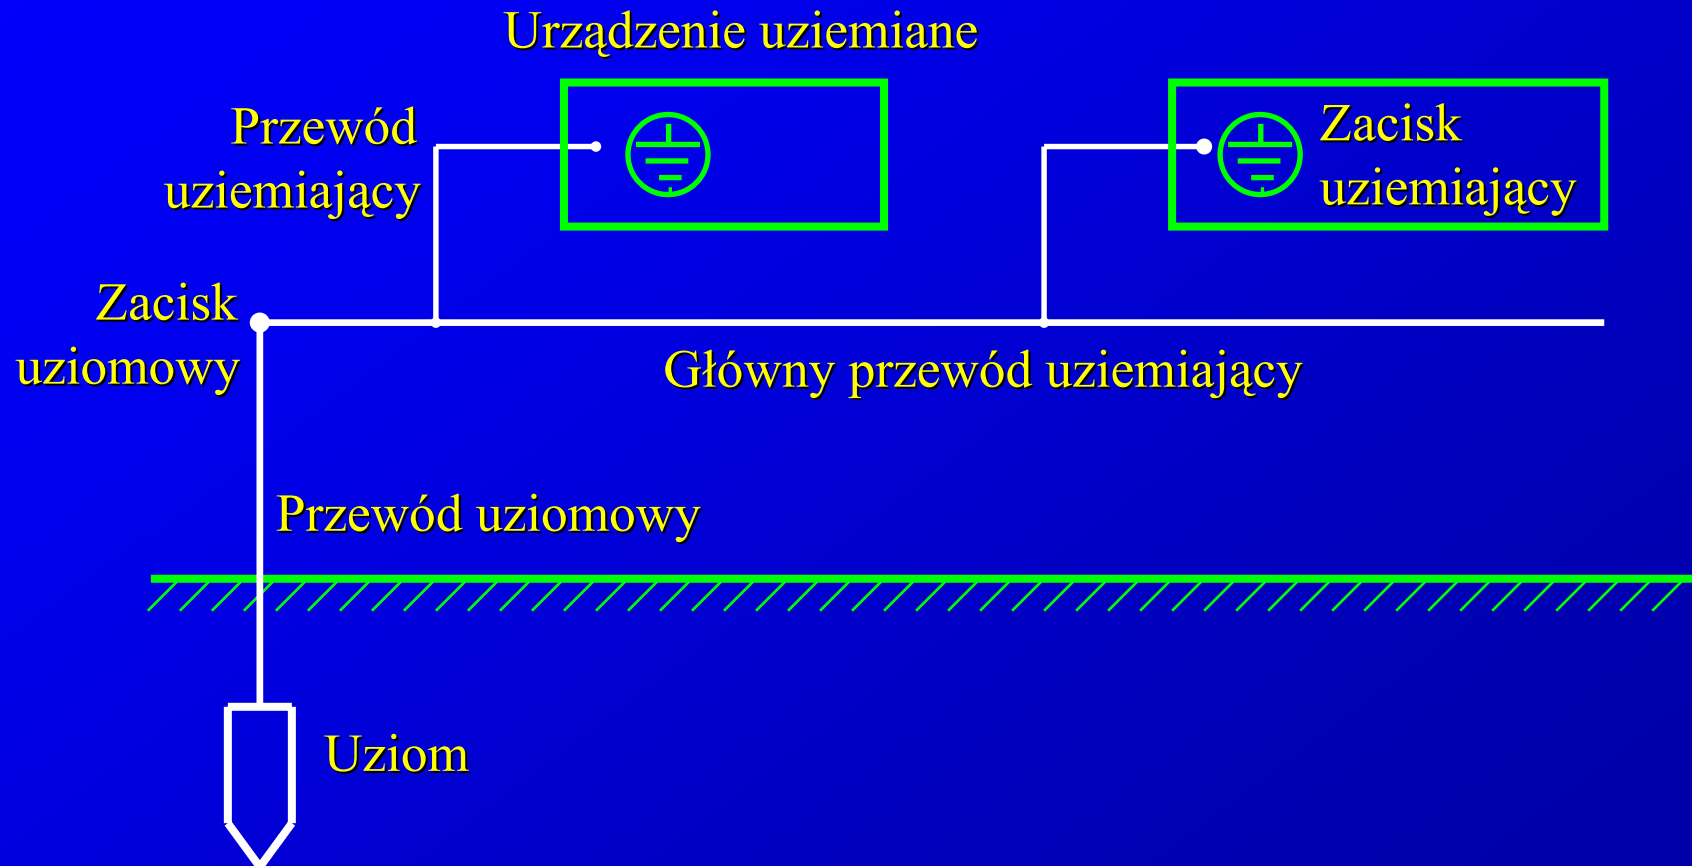 Urządzenie uziemiane
Przewód
uziemiający
Zacisk
uziemiający
Zacisk
uziomowy
Główny przewód uziemiający
Przewód uziomowy
Uziom